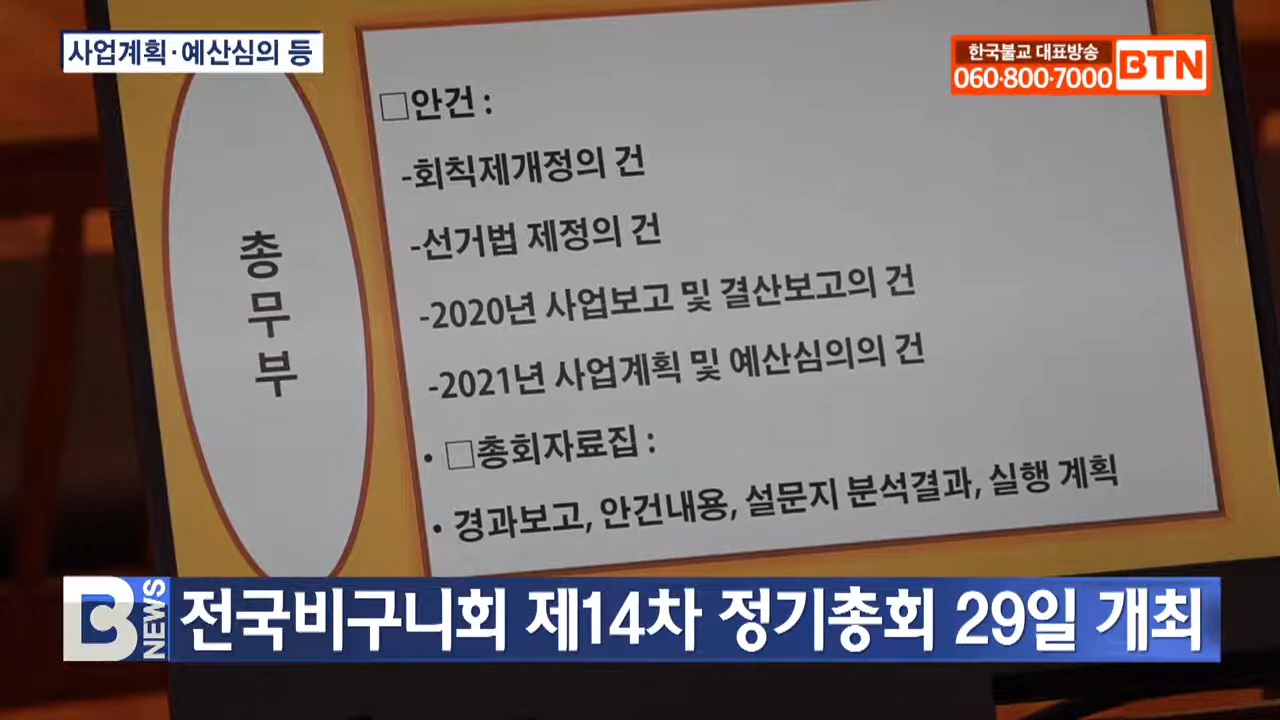 사업계획·예산심의 등
한국불교 대표방송
060·800·7000
BTN
□안건 :
-회칙제개정의 건
-선거법 제정의 건
-2020년 사업보고 및 결산보고의 건
-2021년 사업계획 및 예산심의의 건
• □총회자료집 :
• 경과보고, 안건내용, 설문지 분석결과, 실행 계획
총
무
부
B NEWS
전국비구니회 제14차 정기총회 29일 개최